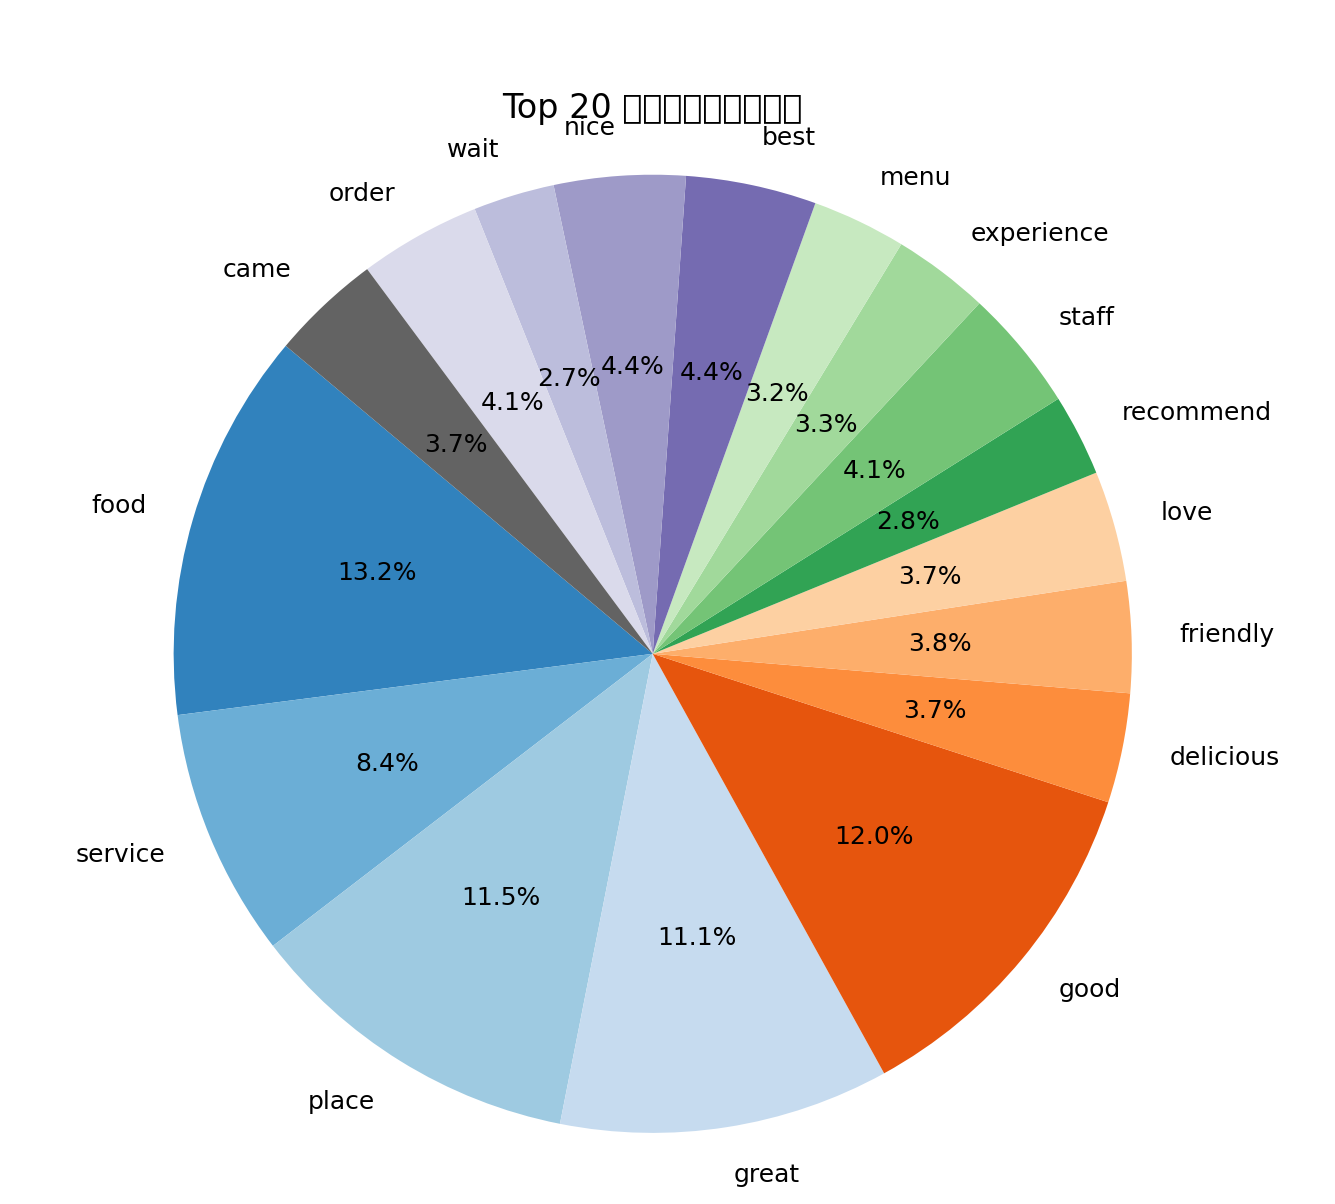 Top 20
nice
best
wait
menu
order
experience
came
staff
recommend
food
love
friendly
delicious
service
good
place
great
4.4%
4.4%
2.7%
3.2%
4.1%
3.3%
3.7%
4.1%
2.8%
13.2%
3.7%
3.8%
3.7%
8.4%
12.0%
11.5%
11.1%